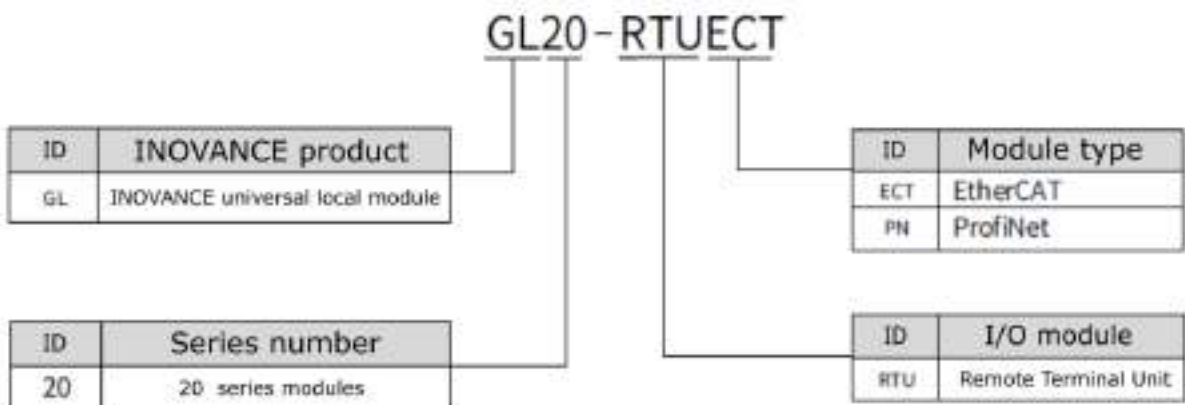 GL20-RTUECT
ID INOVANCE product
GL INOVANCE universal local module
ID Module type
ECT EtherCAT
PN ProfiNet
ID Series number
20 20 series modules
ID I/O module
RTU Remote Terminal Unit